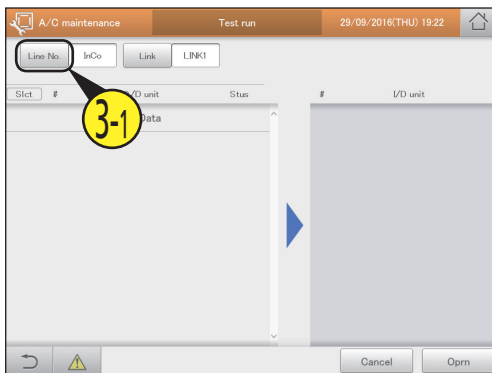 A/C maintenance Test run 29/09/2016(THU) 19:22
Line No. InCo Link LINK1
Slct # /D unit Stus # I/D unit
3-1
Data
Cancel Oprn